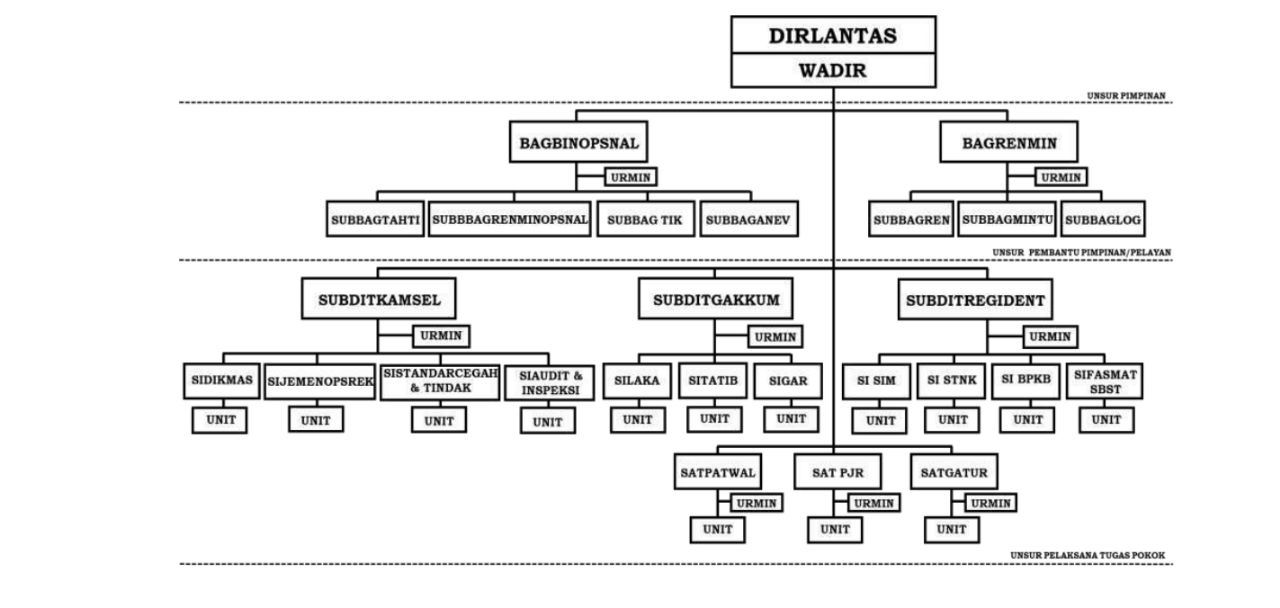 DIRLANTAS
WADIR
UNSUR PIMPINAN
BAGBINOPSNAL
BAGRENMIN
URMIN
URMIN
SUBBAGTAHTI
SUBBBAGRENMINOPSNAL
SUBBAG TIK
SUBBAGANEV
SUBBAGREN
SUBBAGMINTU
SUBBAGLOG
UNSUR PEMBANTU PIMPINAN/PELAYAN
SUBDITKAMSEL
SUBDITGAKKUM
SUBDITREGIDENT
URMIN
URMIN
URMIN
SIDIKMAS
SIJEMENOPSREK
SISTANDARCEGAH
& TINDAK
SIAUDIT &
INSPEKSI
SILAKA
SITATIB
SIGAR
SI SIM
SI STNK
SI BPKB
SIFASMAT
SBST
UNIT
UNIT
UNIT
UNIT
UNIT
UNIT
UNIT
UNIT
UNIT
UNIT
UNIT
SATPATWAL
SAT PJR
SATGATUR
URMIN
URMIN
URMIN
UNIT
UNIT
UNIT
UNSUR PELAKSANA TUGAS POKOK